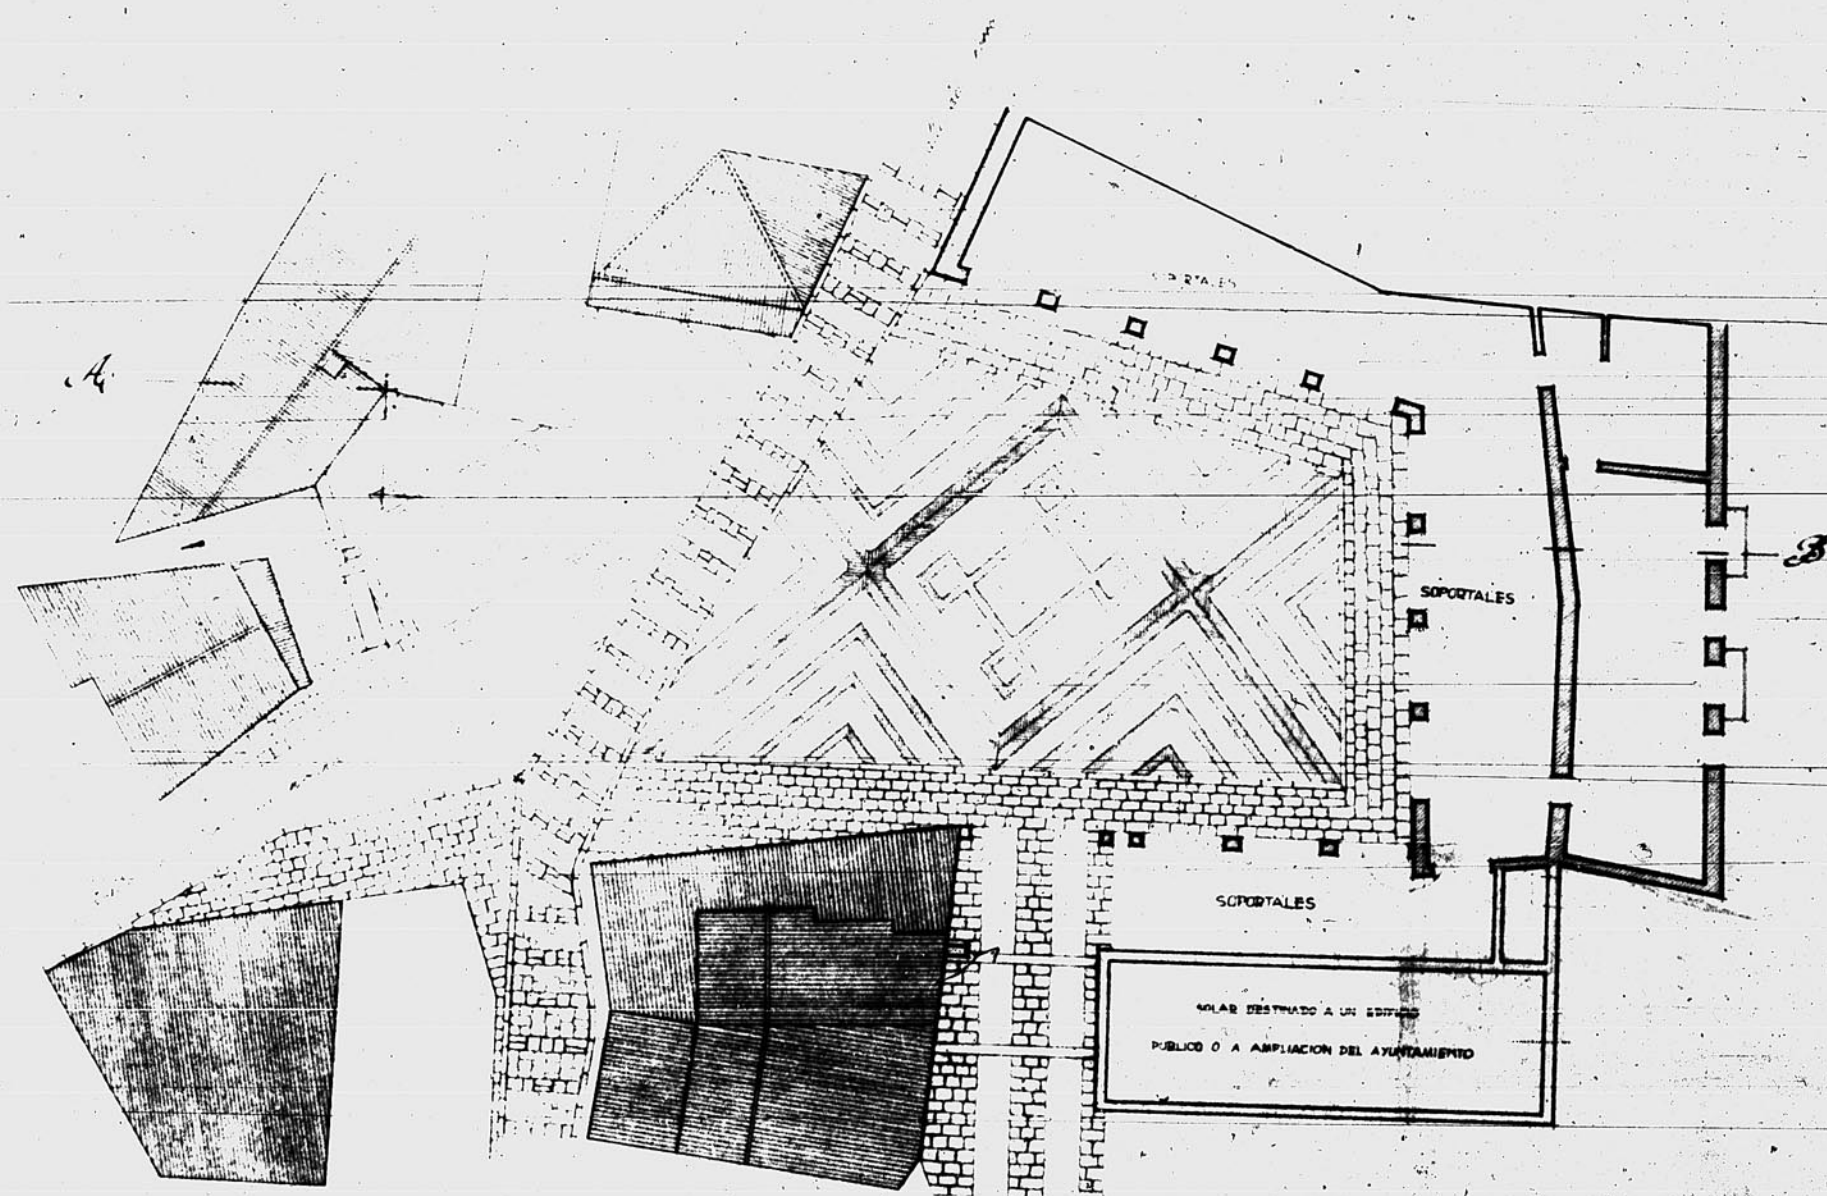 SOPORTALES
A
B
SOPORTALES
SOPORTALES
SOLAR DESTINADO A UN EDIFICIO
PUBLICO O A AMPLIACION DEL AYUNTAMIENTO